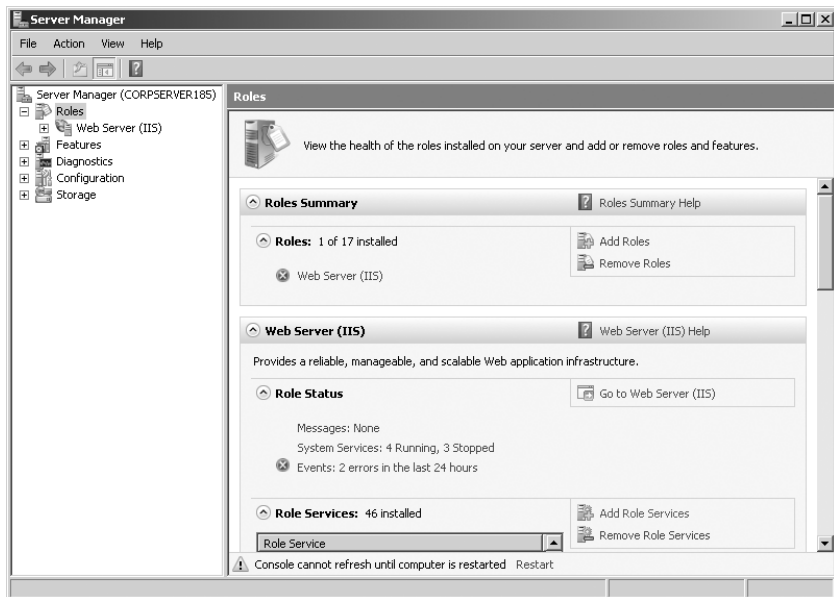 Server Manager
File Action View Help
Server Manager (CORPSERVER185)
Roles
Web Server (IIS)
Features
Diagnostics
Configuration
Storage
Roles
View the health of the roles installed on your server and add or remove roles and features.
Roles Summary
Roles Summary Help
Roles: 1 of 17 installed
Add Roles
Remove Roles
Web Server (IIS)
Web Server (IIS)
Web Server (IIS) Help
Provides a reliable, manageable, and scalable Web application infrastructure.
Role Status
Go to Web Server (IIS)
Messages: None
System Services: 4 Running, 3 Stopped
Events: 2 errors in the last 24 hours
Role Services: 46 installed
Add Role Services
Remove Role Services
Role Service
Console cannot refresh until computer is restarted Restart